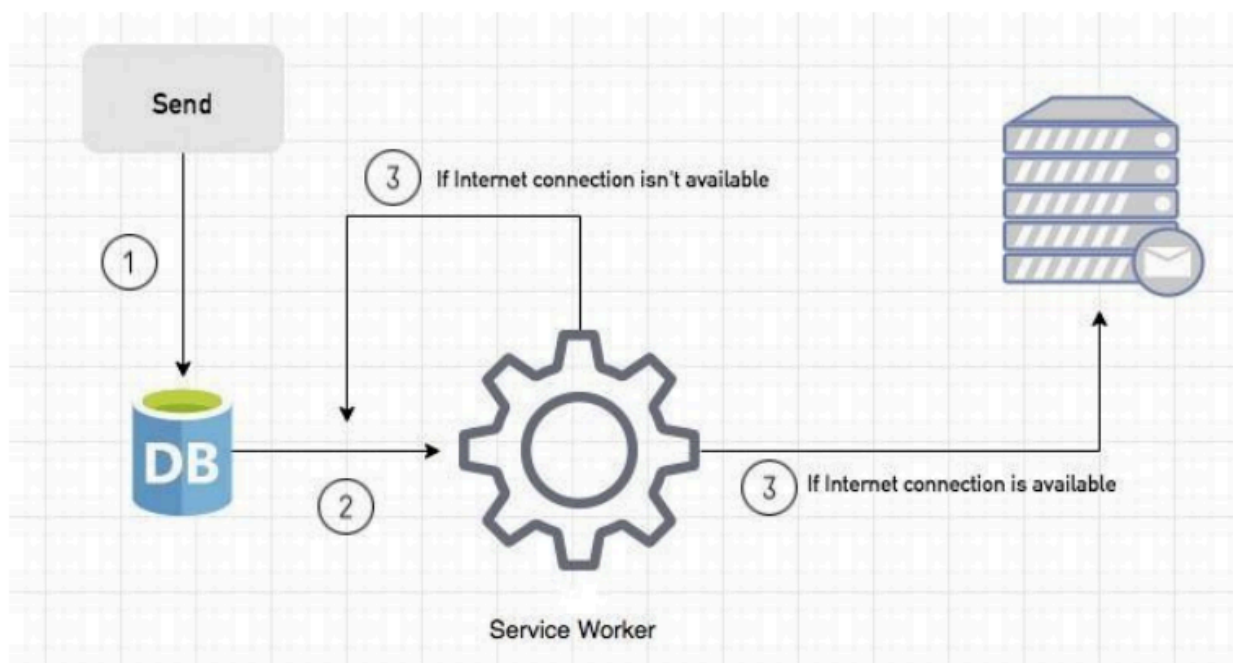 Send
3 If Internet connection isn't available
1
DB
2
3 If Internet connection is available
Service Worker